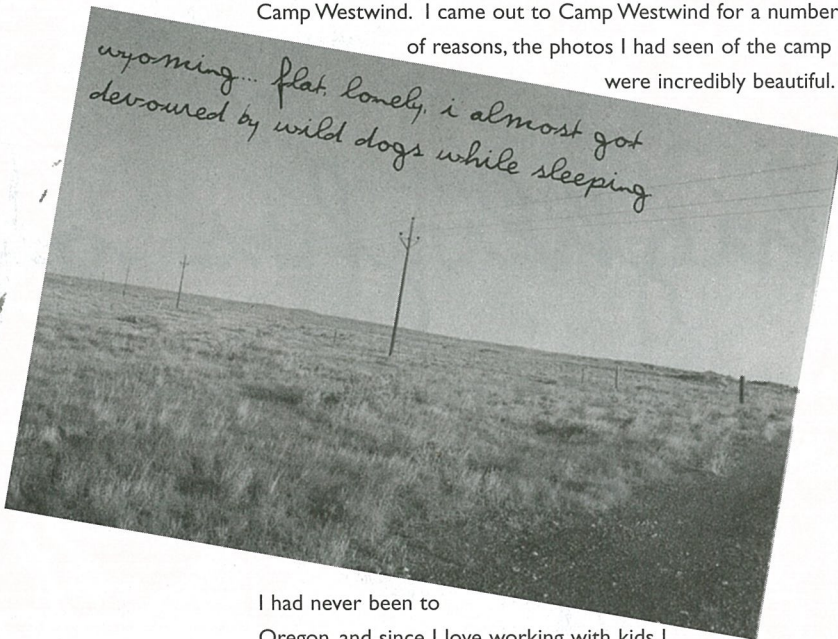 Camp Westwind. I came out to Camp Westwind for a number
of reasons, the photos I had seen of the camp
were incredibly beautiful.
wyoming... flat, lonely, i almost got
devoured by wild dogs while sleeping
I had never been to
Oregon, and since I love working with kids I